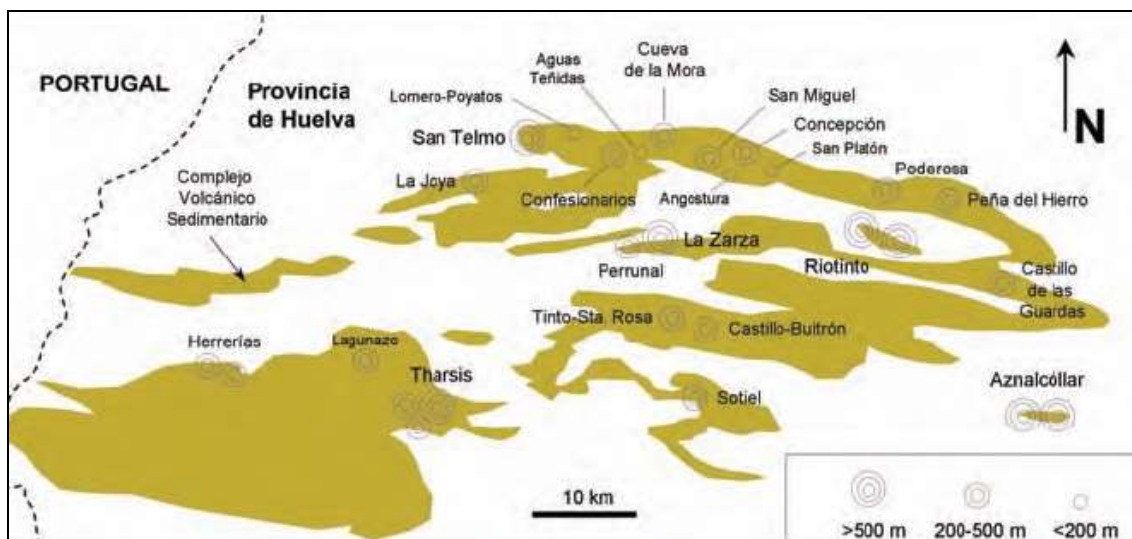 PORTUGAL
Provincia
de Huelva
Complejo
Volcánico
Sedimentario
Lomero-Poyatos
Aguas
Teñidas
Cueva
de la Mora
San Miguel
Concepción
San Platón
San Telmo
La Joya
Confesionarios
Angostura
Poderosa
Peña del Hierro
La Zarza
Perrunal
Riotinto
Castillo
de las
Guardas
Tinto-Sta. Rosa
Castillo-Buitrón
Herrerías
Lagunazo
Tharsis
Sotiel
Aznalcóllar
N
10 km
>500 m
200-500 m
<200 m